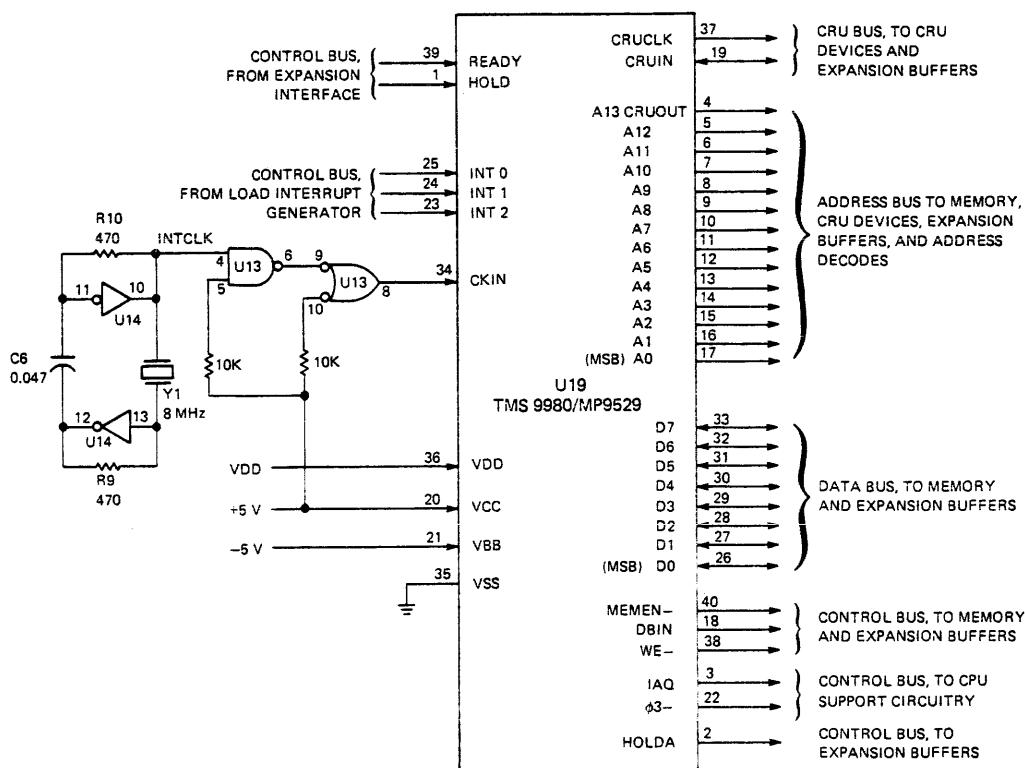 CONTROL BUS,
FROM EXPANSION
INTERFACE
39
READY
1
HOLD
CONTROL BUS,
FROM LOAD INTERRUPT
GENERATOR
25
INT 0
24
INT 1
23
INT 2
R10
470
INTCLK
4
5
U13
6
9
10
U13
8
34
CKIN
11
10
U14
C6
0.047
10K
10K
Y1
8 MHz
12
13
U14
R9
470
VDD
36
VDD
+5 V
20
VCC
–5 V
21
VBB
35
VSS
U19
TMS 9980/MP9529
CRUCLK
37
CRUIN
19
CRU BUS, TO CRU
DEVICES AND
EXPANSION BUFFERS
A13 CRUOUT
4
A12
5
A11
6
A10
7
A9
8
A8
9
A7
10
A6
11
A5
12
A4
13
A3
14
A2
15
A1
16
(MSB) A0
17
ADDRESS BUS TO MEMORY,
CRU DEVICES, EXPANSION
BUFFERS, AND ADDRESS
DECODES
D7
33
D6
32
D5
31
D4
30
D3
29
D2
28
D1
27
(MSB) D0
26
DATA BUS, TO MEMORY
AND EXPANSION BUFFERS
MEMEN–
40
DBIN
18
WE–
38
CONTROL BUS, TO MEMORY
AND EXPANSION BUFFERS
IAQ
3
ϕ3–
22
CONTROL BUS, TO CPU
SUPPORT CIRCUITRY
HOLDA
2
CONTROL BUS, TO
EXPANSION BUFFERS